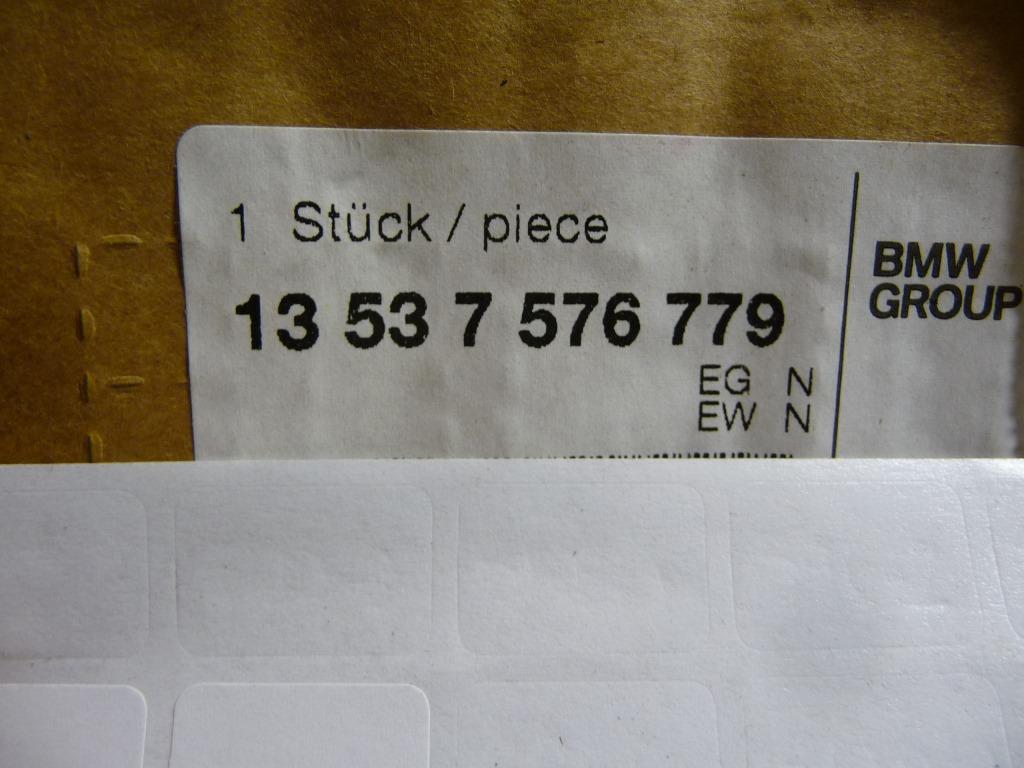 1 Stück / piece
13 53 7 576 779
EG N
EW N
BMW
GROUP